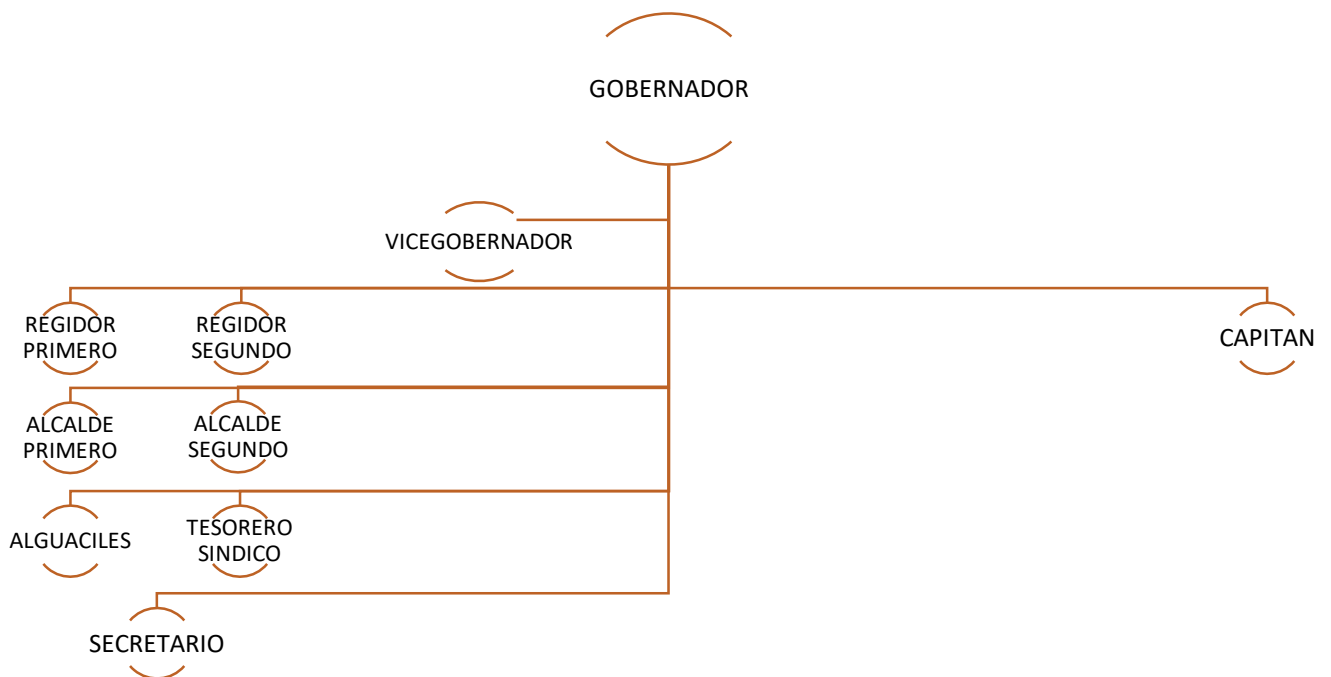 GOBERNADOR
VICEGOBERNADOR
REGIDOR
PRIMERO
REGIDOR
SEGUNDO
CAPITAN
ALCALDE
PRIMERO
ALCALDE
SEGUNDO
ALGUACILES
TESORERO
SINDICO
SECRETARIO